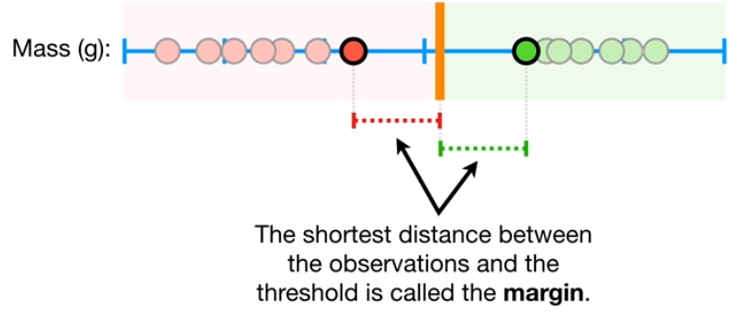 Mass (g):
The shortest distance between
the observations and the
threshold is called the margin.